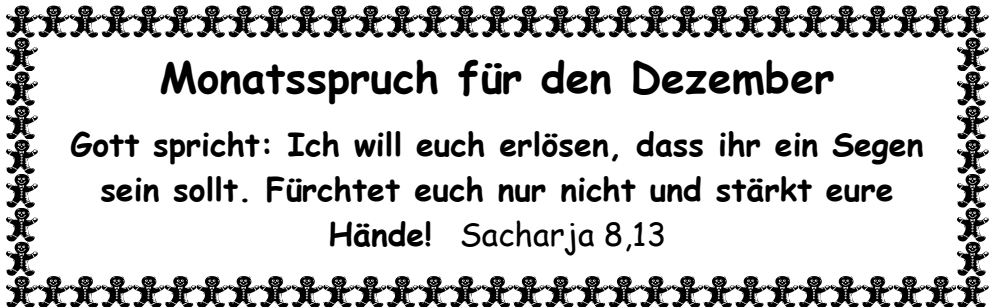 Monatsspruch für den Dezember
Gott spricht: Ich will euch erlösen, dass ihr ein Segen
sein sollt. Fürchtet euch nur nicht und stärkt eure
Hände! Sacharja 8,13